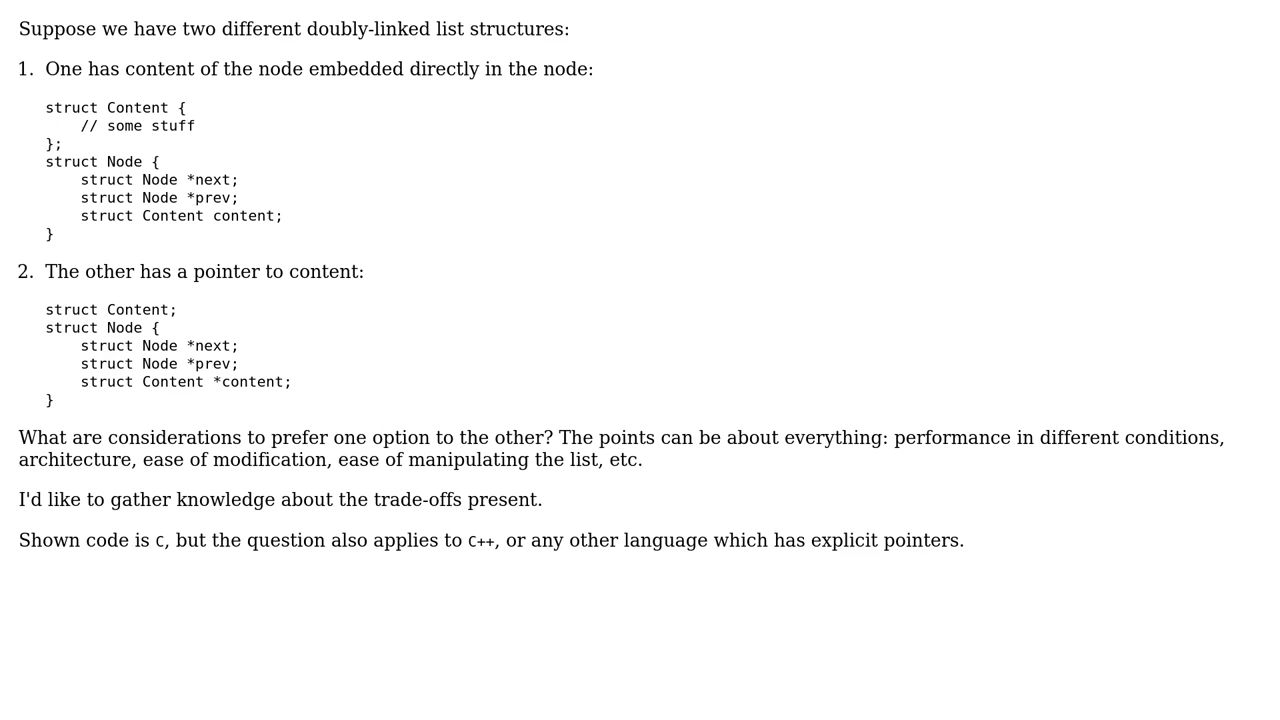 Suppose we have two different doubly-linked list structures:
1. One has content of the node embedded directly in the node:
struct Content {
    // some stuff
};
struct Node {
    struct Node *next;
    struct Node *prev;
    struct Content content;
}
2. The other has a pointer to content:
struct Content;
struct Node {
    struct Node *next;
    struct Node *prev;
    struct Content *content;
}
What are considerations to prefer one option to the other? The points can be about everything: performance in different conditions,
architecture, ease of modification, ease of manipulating the list, etc.
I'd like to gather knowledge about the trade-offs present.
Shown code is C, but the question also applies to C++, or any other language which has explicit pointers.